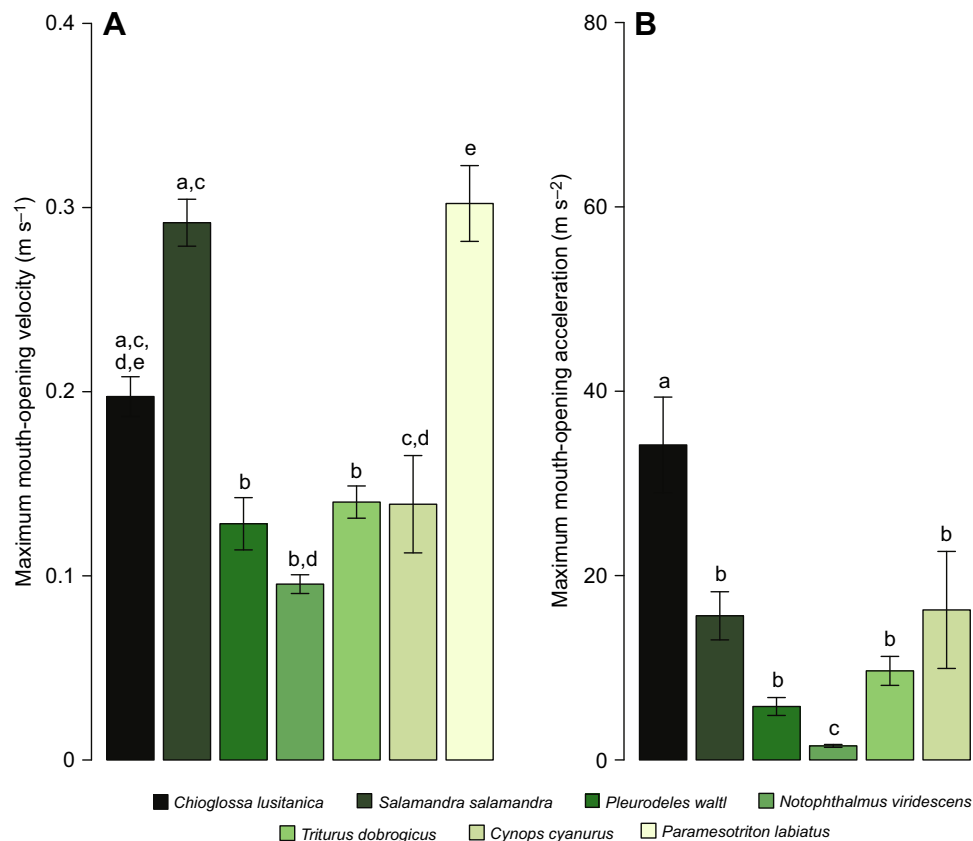 A
B
0.4
0.3
0.2
0.1
0
Maximum mouth-opening velocity (m s–1)
a,c,
d,e
a,c
b
b,d
b
c,d
e
80
60
40
20
0
Maximum mouth-opening acceleration (m s–2)
a
b
b
c
b
b
Chioglossa lusitanica
Salamandra salamandra
Pleurodeles waltl
Notophthalmus viridescens
Triturus dobrogicus
Cynops cyanurus
Paramesotriton labiatus